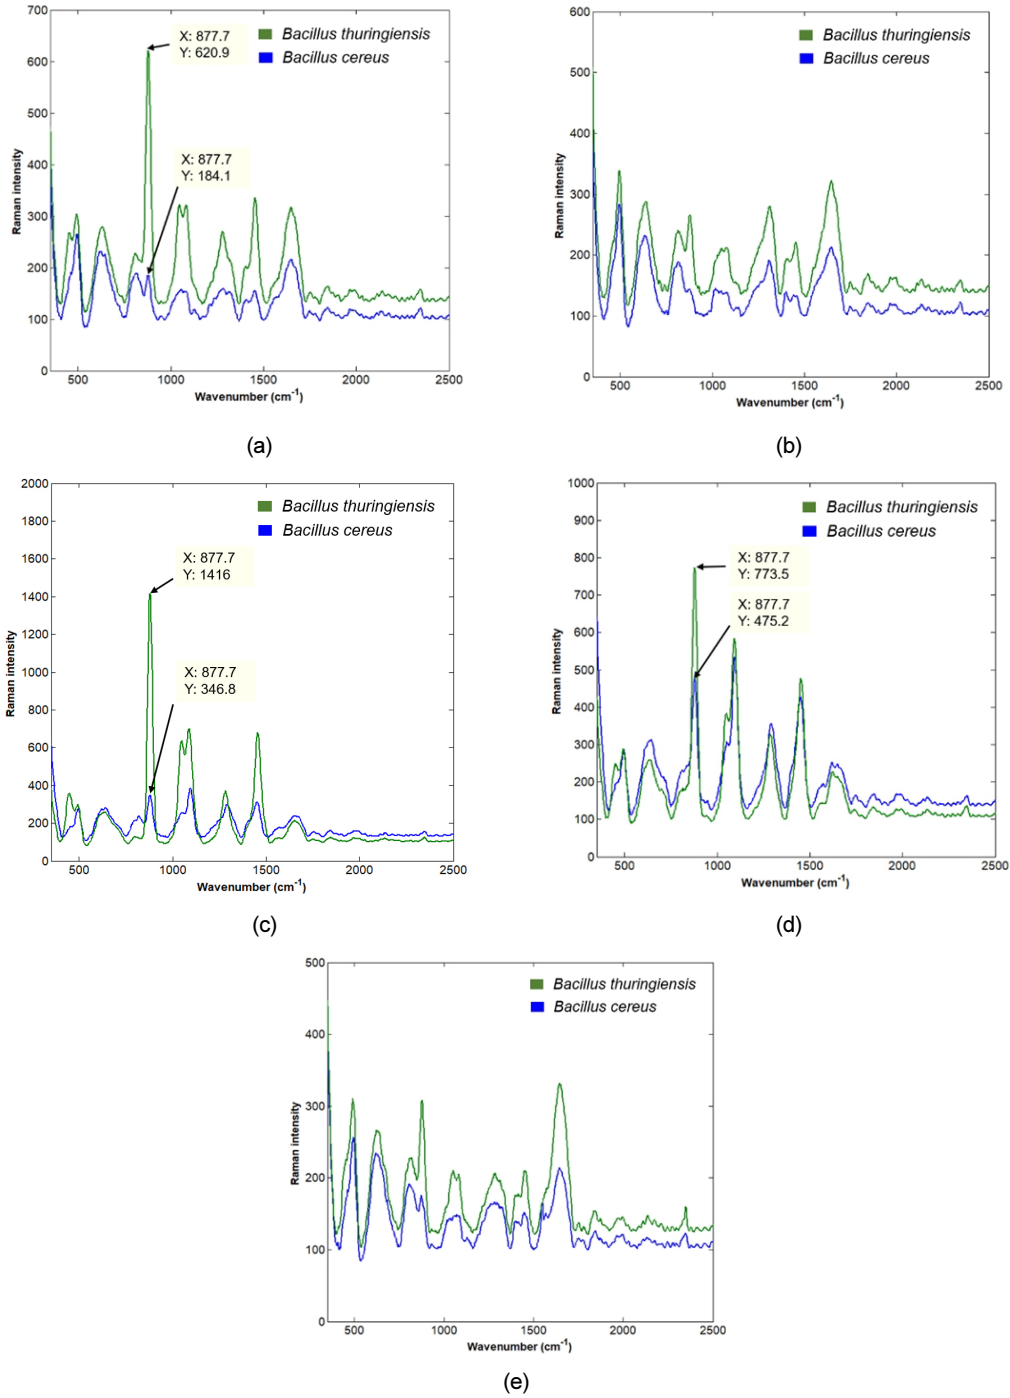 700
600
500
400
300
200
100
0
500
1000
1500
2000
2500
Raman intensity
Wavenumber (cm⁻¹)
X: 877.7
Y: 620.9
X: 877.7
Y: 184.1
Bacillus thuringiensis
Bacillus cereus
(a)
600
500
400
300
200
100
0
500
1000
1500
2000
2500
Raman intensity
Wavenumber (cm⁻¹)
Bacillus thuringiensis
Bacillus cereus
(b)
2000
1800
1600
1400
1200
1000
800
600
400
200
0
500
1000
1500
2000
2500
Raman intensity
Wavenumber (cm⁻¹)
X: 877.7
Y: 1416
X: 877.7
Y: 346.8
Bacillus thuringiensis
Bacillus cereus
(c)
1000
900
800
700
600
500
400
300
200
100
0
500
1000
1500
2000
2500
Raman intensity
Wavenumber (cm⁻¹)
X: 877.7
Y: 773.5
X: 877.7
Y: 475.2
Bacillus thuringiensis
Bacillus cereus
(d)
500
400
300
200
100
0
500
1000
1500
2000
2500
Raman intensity
Wavenumber (cm⁻¹)
Bacillus thuringiensis
Bacillus cereus
(e)